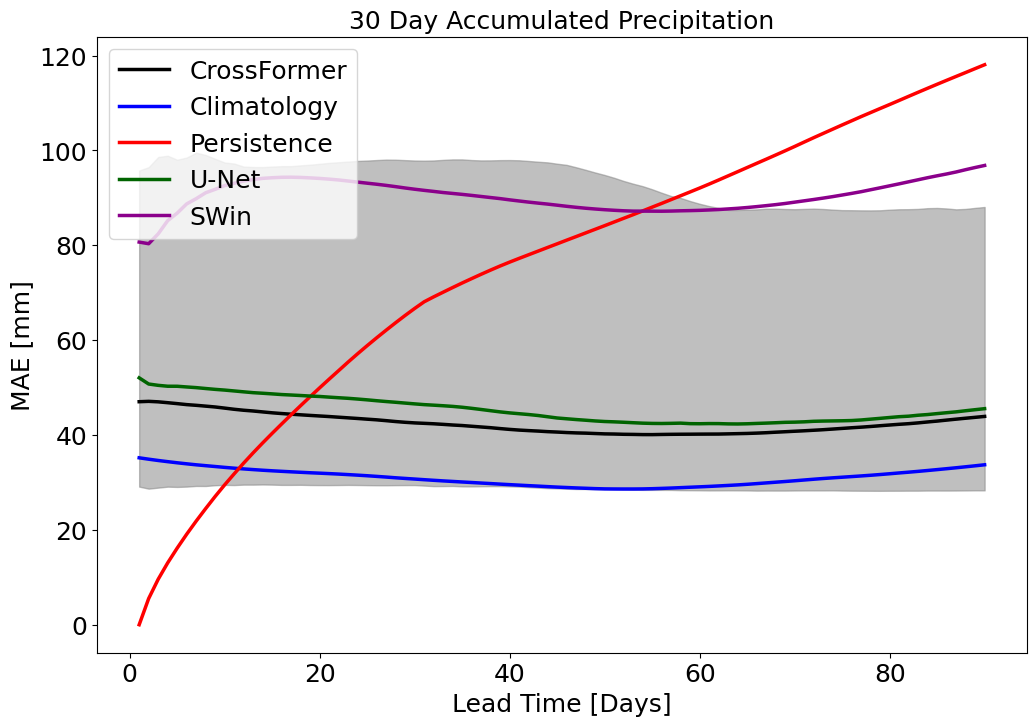 30 Day Accumulated Precipitation
CrossFormer
Climatology
Persistence
U-Net
SWin
MAE [mm]
120
100
80
60
40
20
0
0 20 40 60 80
Lead Time [Days]